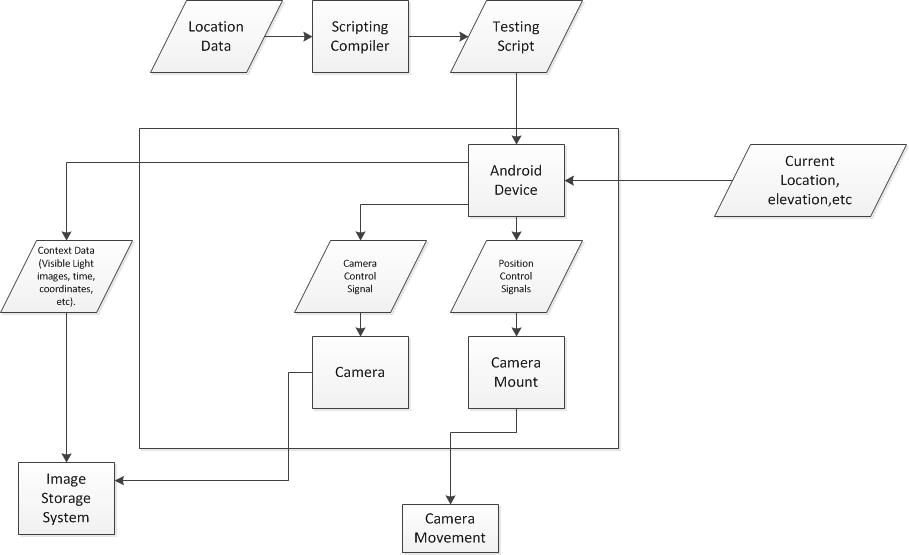 Location
Data
Scripting
Compiler
Testing
Script
Android
Device
Current
Location,
elevation,etc
Context Data
(Visible Light
images, time,
coordinates,
etc).
Camera
Control
Signal
Position
Control
Signals
Camera
Camera
Mount
Image
Storage
System
Camera
Movement